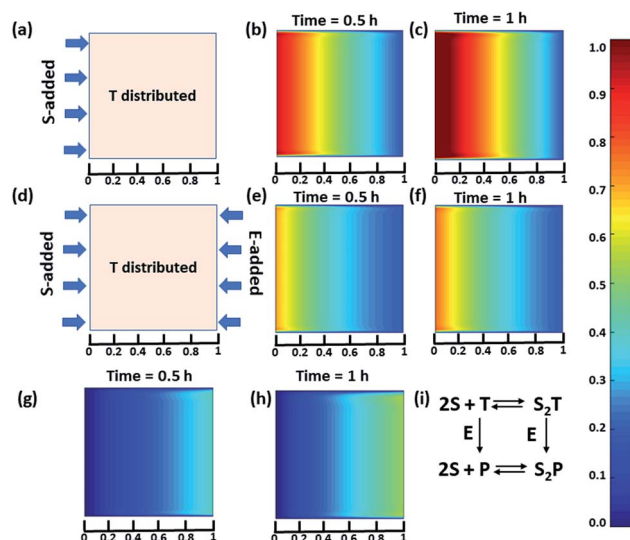 (a)
S-added
T distributed
0 0.2 0.4 0.6 0.8 1
(b)
Time = 0.5 h
0 0.2 0.4 0.6 0.8 1
(c)
Time = 1 h
0 0.2 0.4 0.6 0.8 1
(d)
S-added
T distributed
E-added
0 0.2 0.4 0.6 0.8 1
(e)
Time = 0.5 h
0 0.2 0.4 0.6 0.8 1
(f)
Time = 1 h
0 0.2 0.4 0.6 0.8 1
(g)
Time = 0.5 h
0 0.2 0.4 0.6 0.8 1
(h)
Time = 1 h
0 0.2 0.4 0.6 0.8 1
(i)
2S + T ⇌ S₂T
E ↓ E ↓
2S + P ⇌ S₂P
1.0
0.9
0.8
0.7
0.6
0.5
0.4
0.3
0.2
0.1
0.0